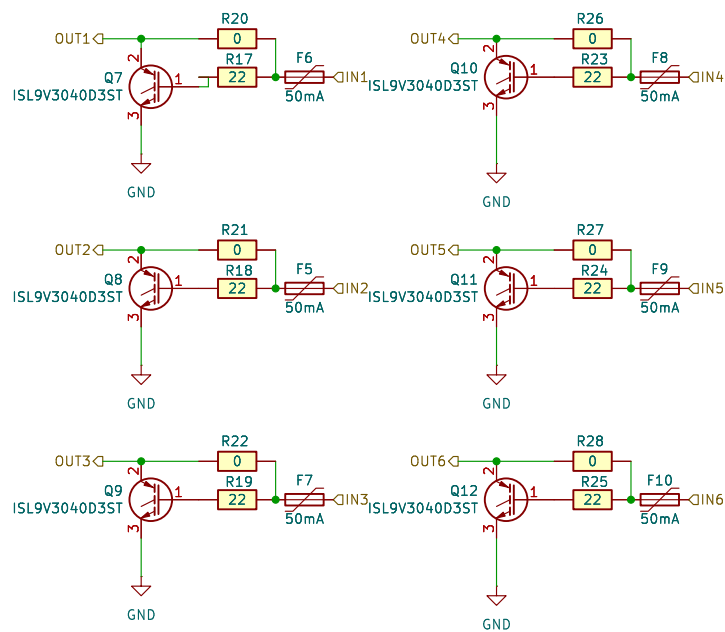 R20
OUT1
0
R17
F6
2
Q7
1
22
IN1
ISL9V3040D3ST
50mA
3
GND
R26
OUT4
0
R23
F8
2
Q10
1
22
IN4
ISL9V3040D3ST
50mA
3
GND
R21
OUT2
0
R18
F5
2
Q8
1
22
IN2
ISL9V3040D3ST
50mA
3
GND
R27
OUT5
0
R24
F9
2
Q11
1
22
IN5
ISL9V3040D3ST
50mA
3
GND
R22
OUT3
0
R19
F7
2
Q9
1
22
IN3
ISL9V3040D3ST
50mA
3
GND
R28
OUT6
0
R25
F10
2
Q12
1
22
IN6
ISL9V3040D3ST
50mA
3
GND